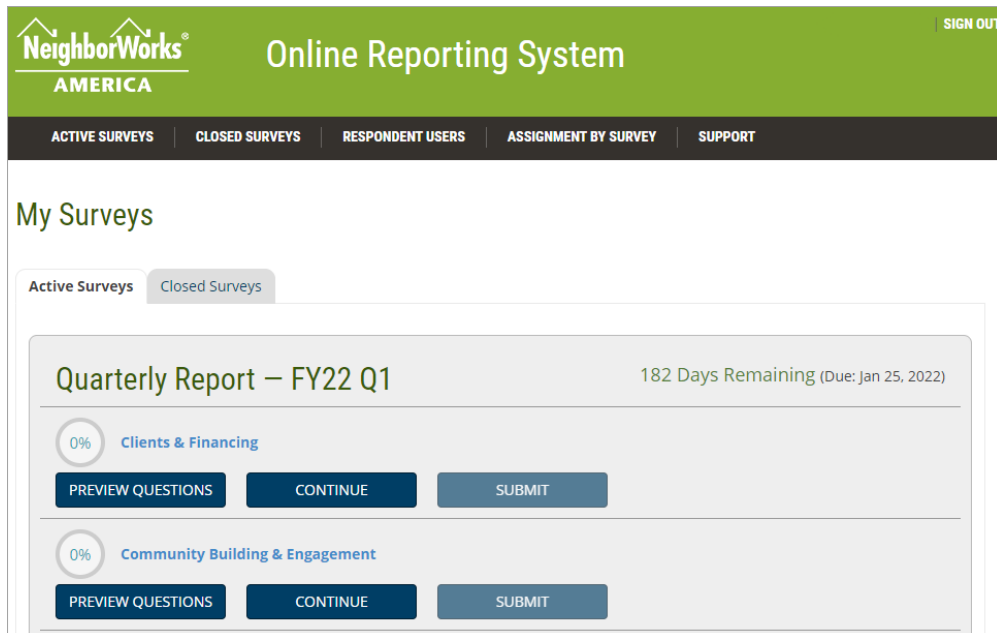 NeighborWorks®
AMERICA
Online Reporting System
SIGN OUT
ACTIVE SURVEYS CLOSED SURVEYS RESPONDENT USERS ASSIGNMENT BY SURVEY SUPPORT
My Surveys
Active Surveys Closed Surveys
Quarterly Report — FY22 Q1 182 Days Remaining (Due: Jan 25, 2022)
0% Clients & Financing
PREVIEW QUESTIONS CONTINUE SUBMIT
0% Community Building & Engagement
PREVIEW QUESTIONS CONTINUE SUBMIT